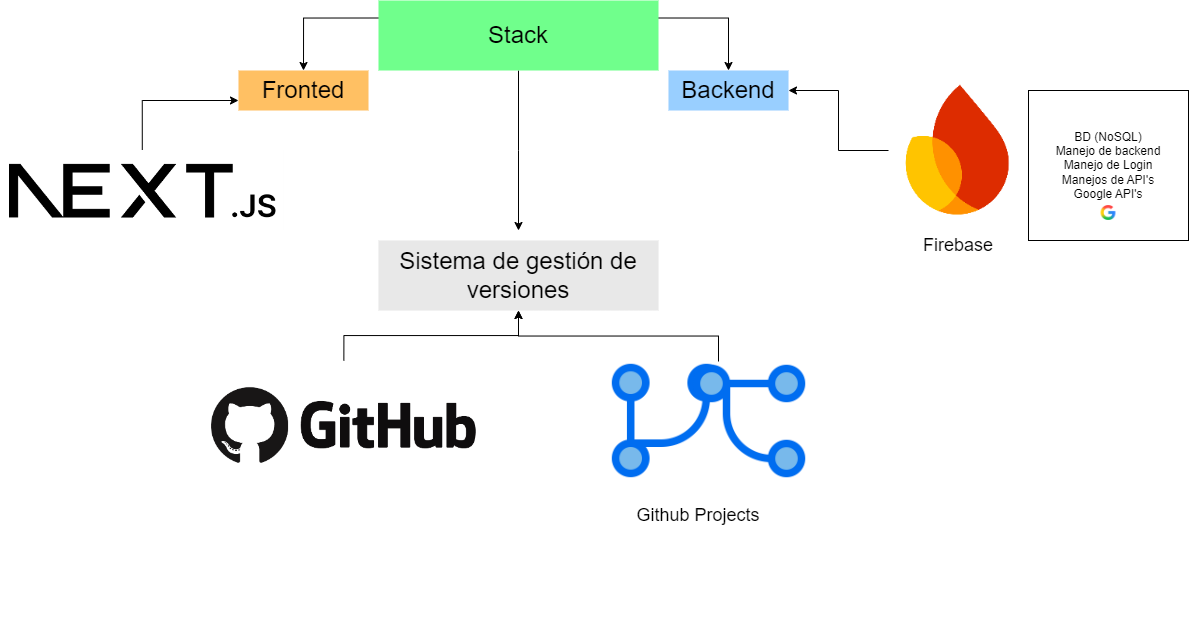 Stack
Fronted
Backend
NEXT.JS
BD (NoSQL)
Manejo de backend
Manejo de Login
Manejos de API's
Google API's
G
Firebase
Sistema de gestión de
versiones
GitHub
Github Projects